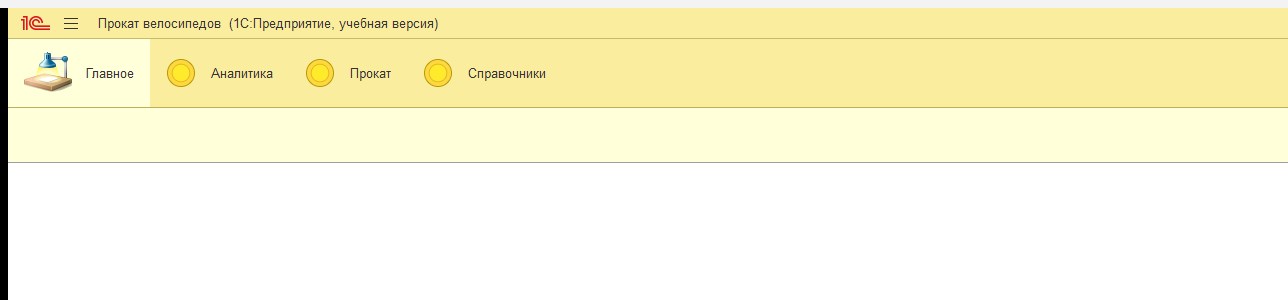 1С Прокат велосипедов (1С:Предприятие, учебная версия)
Главное Аналитика Прокат Справочники